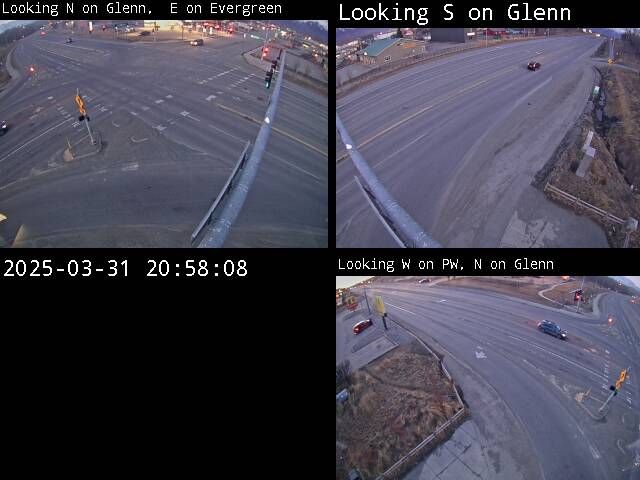 Looking N on Glenn, E on Evergreen
Looking S on Glenn
2025-03-31 20:58:08
Looking W on PW, N on Glenn